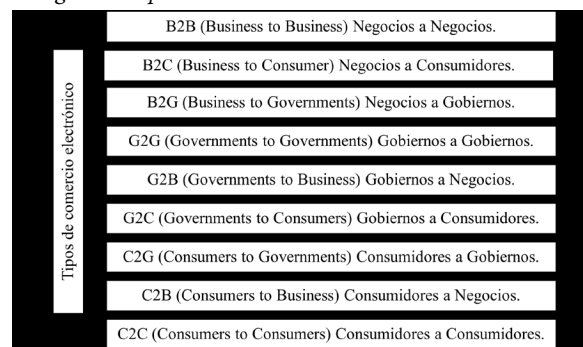 Tipos de comercio electrónico
B2B (Business to Business) Negocios a Negocios.
B2C (Business to Consumer) Negocios a Consumidores.
B2G (Business to Governments) Negocios a Gobiernos.
G2G (Governments to Governments) Gobiernos a Gobiernos.
G2B (Governments to Business) Gobiernos a Negocios.
G2C (Governments to Consumers) Gobiernos a Consumidores.
C2G (Consumers to Governments) Consumidores a Gobiernos.
C2B (Consumers to Business) Consumidores a Negocios.
C2C (Consumers to Consumers) Consumidores a Consumidores.